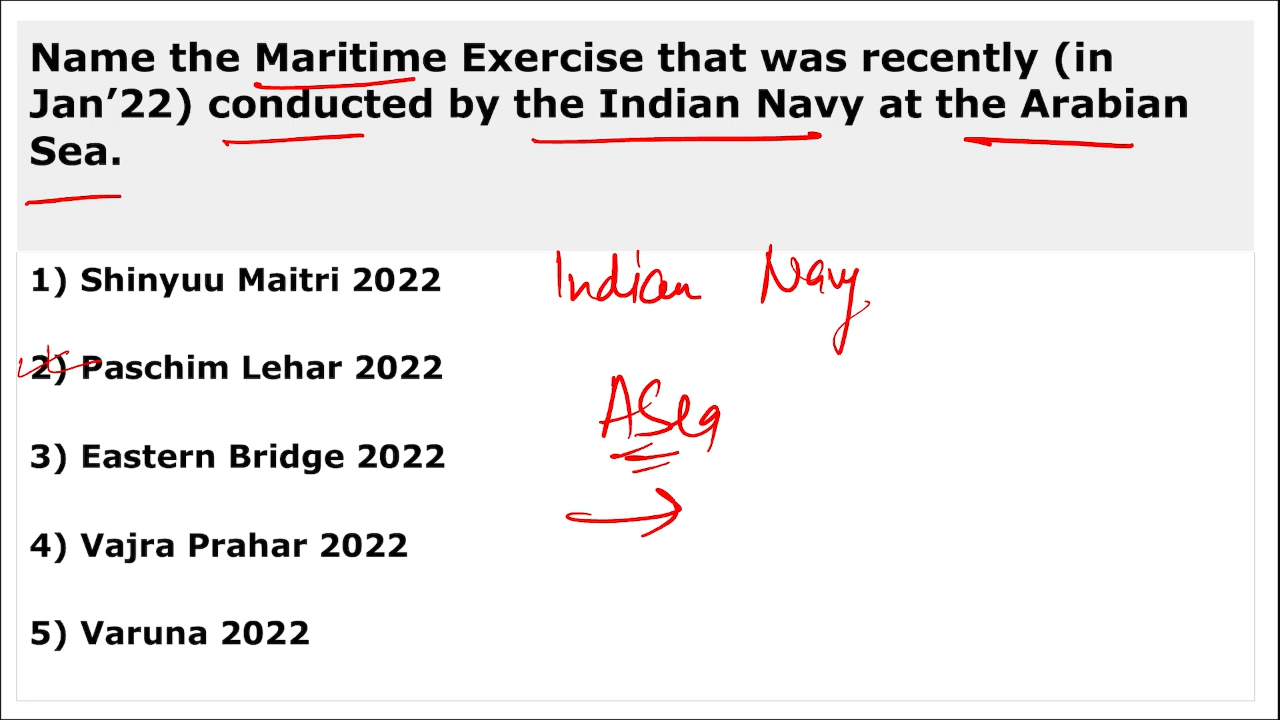 Name the Maritime Exercise that was recently (in
Jan’22) conducted by the Indian Navy at the Arabian
Sea.
1) Shinyuu Maitri 2022
Indian Navy
2) Paschim Lehar 2022
ASea
3) Eastern Bridge 2022
4) Vajra Prahar 2022
5) Varuna 2022